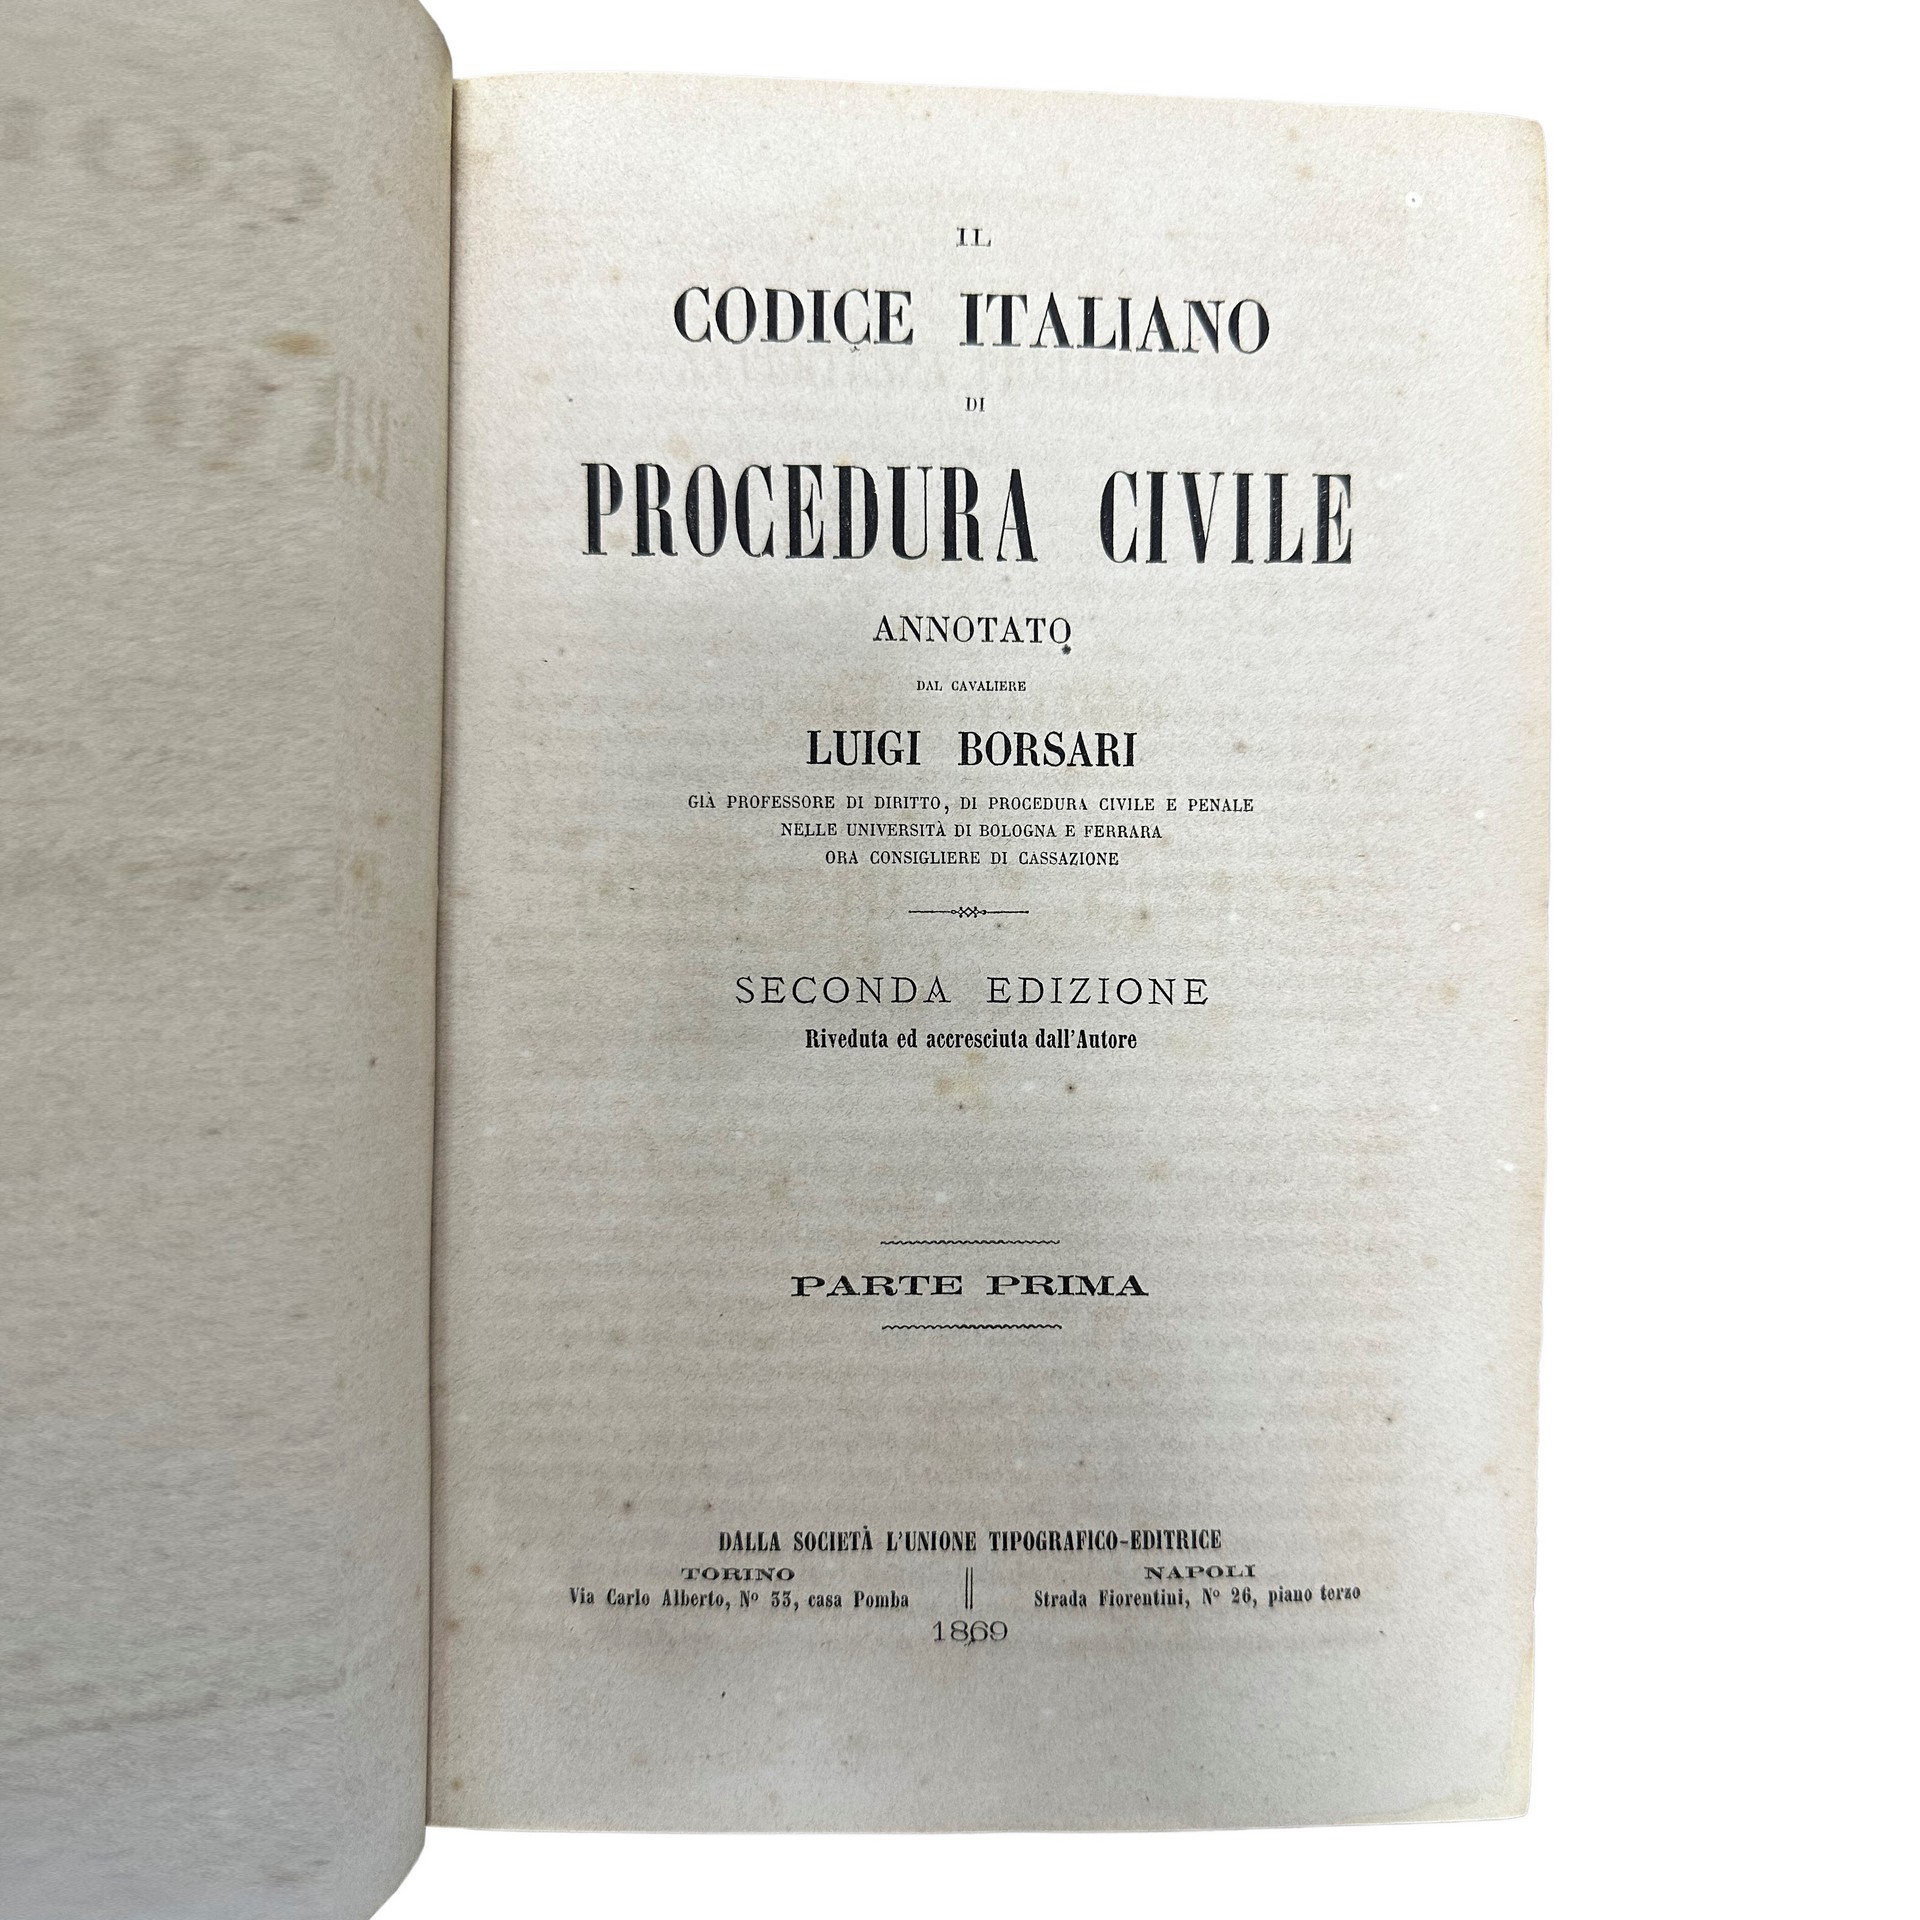 IL
CODICE ITALIANO
DI
PROCEDURA CIVILE
ANNOTATO
DAL CAVALIERE
LUIGI BORSARI
GIÀ PROFESSORE DI DIRITTO, DI PROCEDURA CIVILE E PENALE
NELLE UNIVERSITÀ DI BOLOGNA E FERRARA
ORA CONSIGLIERE DI CASSAZIONE
SECONDA EDIZIONE
Riveduta ed accresciuta dall'Autore
PARTE PRIMA
DALLA SOCIETÀ L'UNIONE TIPOGRAFICO-EDITRICE
TORINO
Via Carlo Alberto, Nº 33, casa Pomba
NAPOLI
Strada Fiorentini, Nº 26, piano terzo
1869